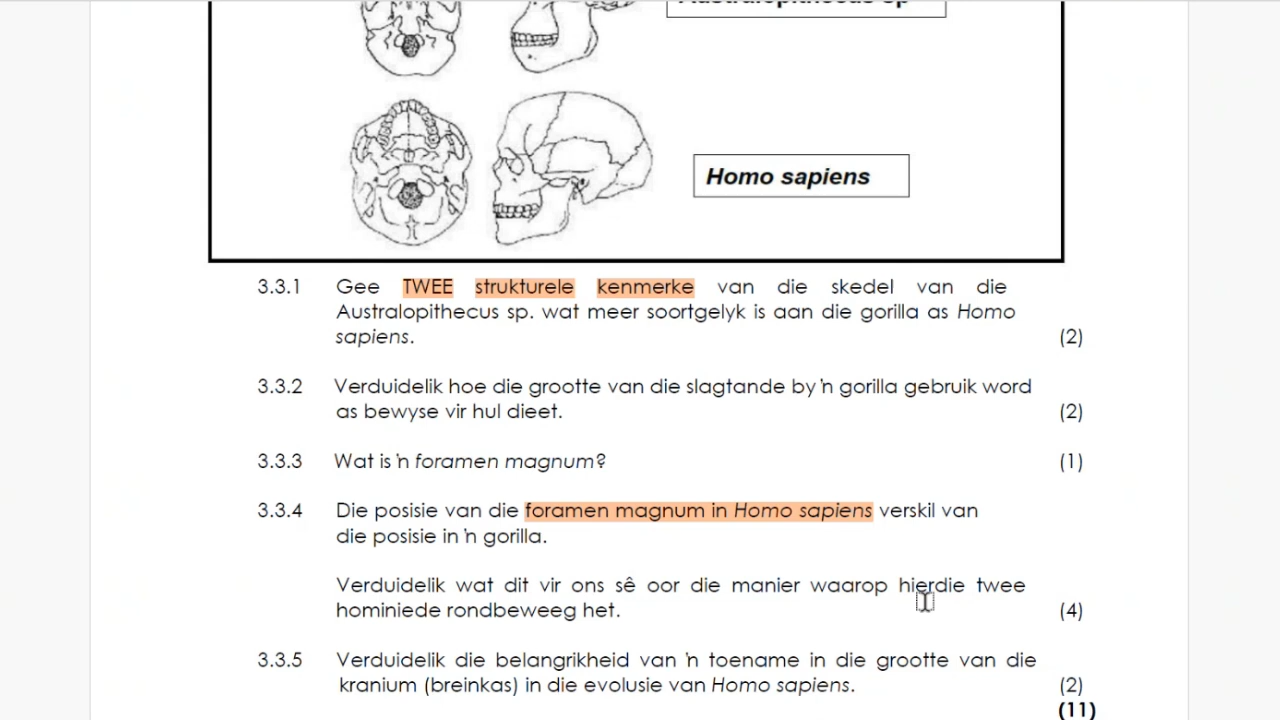 Australopithecus sp
Homo sapiens
3.3.1 Gee TWEE strukturele kenmerke van die skedel van die
Australopithecus sp. wat meer soortgelyk is aan die gorilla as Homo
sapiens. (2)
3.3.2 Verduidelik hoe die grootte van die slagtande by 'n gorilla gebruik word
as bewyse vir hul dieet. (2)
3.3.3 Wat is 'n foramen magnum? (1)
3.3.4 Die posisie van die foramen magnum in Homo sapiens verskil van
die posisie in 'n gorilla.
Verduidelik wat dit vir ons sê oor die manier waarop hierdie twee
hominiede rondbeweeg het. (4)
3.3.5 Verduidelik die belangrikheid van 'n toename in die grootte van die
kranium (breinkas) in die evolusie van Homo sapiens. (2)
(11)